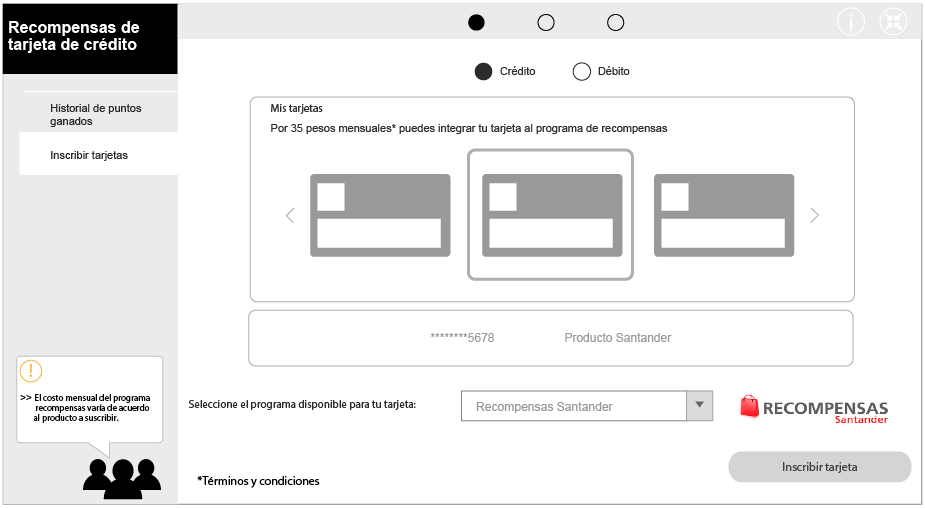 Recompensas de
tarjeta de crédito
Crédito
Débito
Historial de puntos
ganados
Inscribir tarjetas
Mis tarjetas
Por 35 pesos mensuales* puedes integrar tu tarjeta al programa de recompensas
********5678 Producto Santander
!
>> El costo mensual del programa
recompensas varía de acuerdo
al producto a suscribir.
Seleccione el programa disponible para tu tarjeta:
Recompensas Santander
RECOMPENSAS
Santander
Inscribir tarjeta
*Términos y condiciones